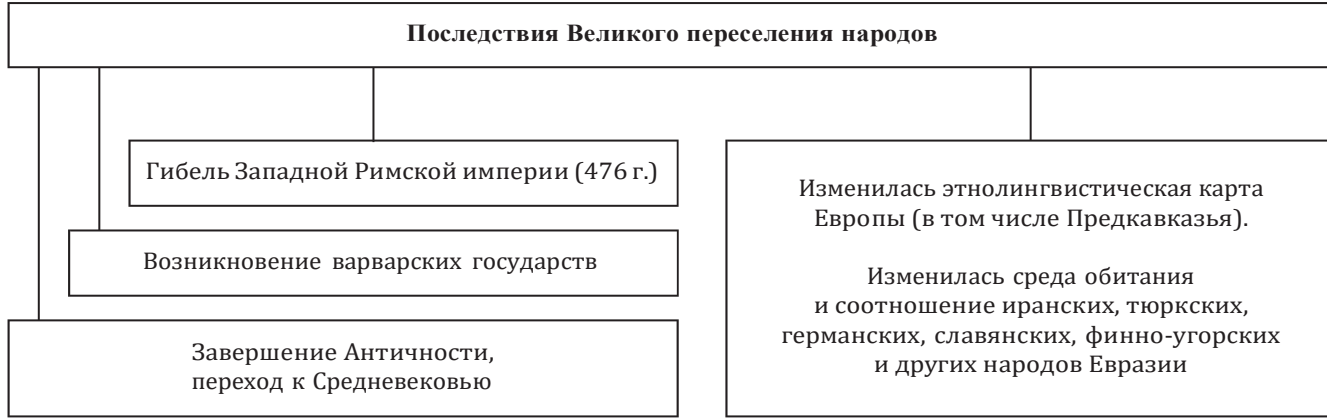 Последствия Великого переселения народов
Гибель Западной Римской империи (476 г.)
Возникновение варварских государств
Завершение Античности,
переход к Средневековью
Изменилась этнолингвистическая карта
Европы (в том числе Предкавказья).
Изменилась среда обитания
и соотношение иранских, тюркских,
германских, славянских, финно-угорских
и других народов Евразии